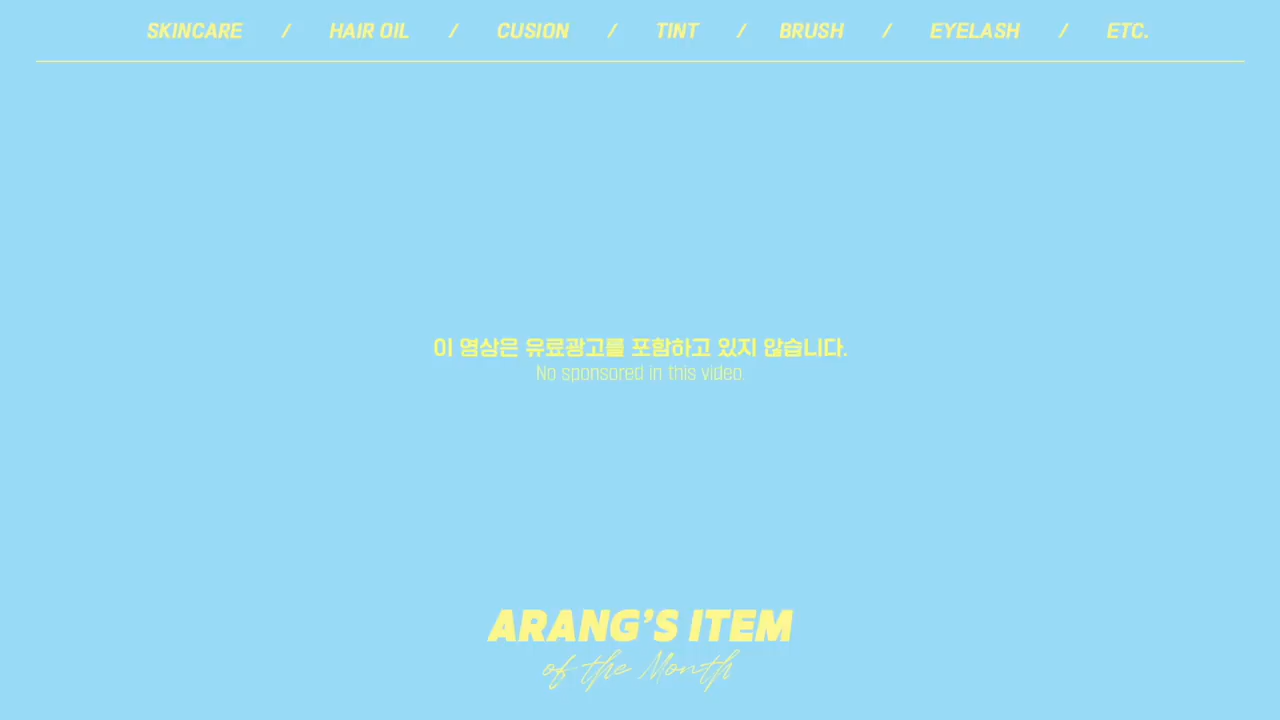 SKINCARE / HAIR OIL / CUSION / TINT / BRUSH / EYELASH / ETC.
이 영상은 유료광고를 포함하고 있지 않습니다.
No sponsored in this video.
ARANG'S ITEM
of the Month